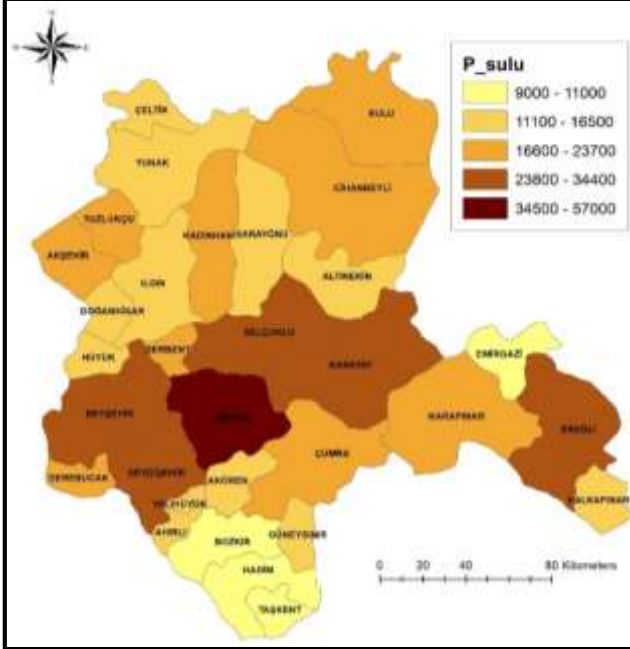 P_sulu
9000 - 11000
11100 - 16500
16600 - 23700
23800 - 34400
34500 - 57000
ÇELTİK
KULU
YUNAK
CİHANBEYLİ
TUZLUKÇU
KADINHANI
SARAYÖNÜ
AKŞEHİR
ILGIN
ALTINEKİN
DOĞANHİSAR
SELÇUKLU
HÜYÜK
DERBENT
KARATAY
EMİRGAZİ
BEYŞEHİR
KARAPINAR
EREĞLİ
ÇUMRA
DEREBUCAK
SEYDİŞEHİR
AKÖREN
HALKAPINAR
YALIHÜYÜK
AHIRLI
BOZKIR
GÜNEYSINIR
HADİM
TAŞKENT
0 20 40 80 Kilometers